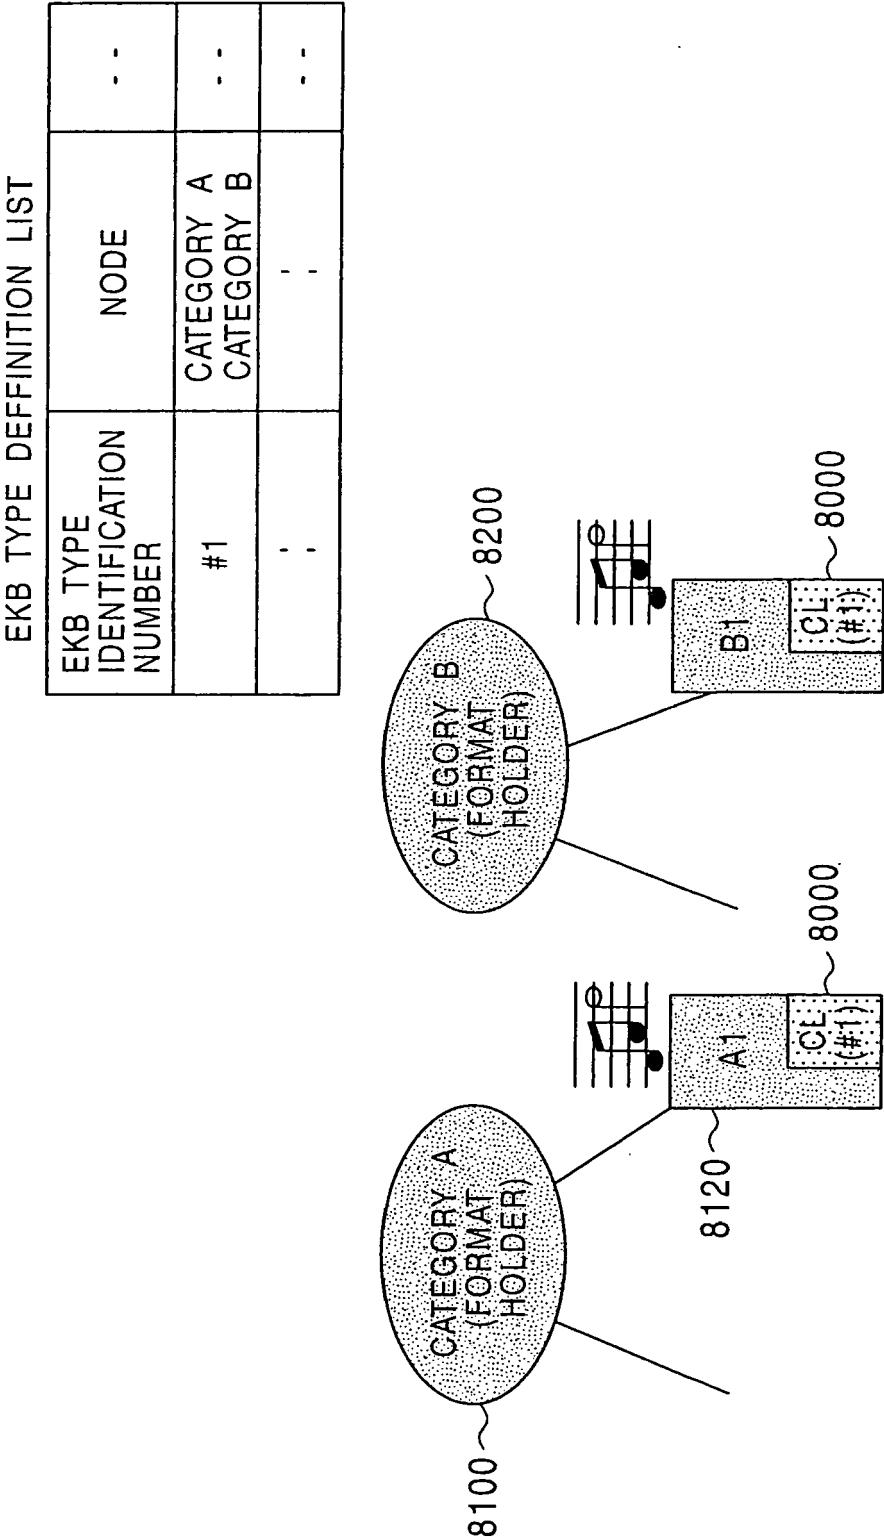 EKB TYPE DEFFINITION LIST
EKB TYPE
IDENTIFICATION
NUMBER
NODE
- -
#1
CATEGORY A
CATEGORY B
- -
: 
:
- -
8100
CATEGORY A
(FORMAT
HOLDER)
8120
A1
CL
(#1)
8000
CATEGORY B
(FORMAT
HOLDER)
8200
B1
CL
(#1)
8000